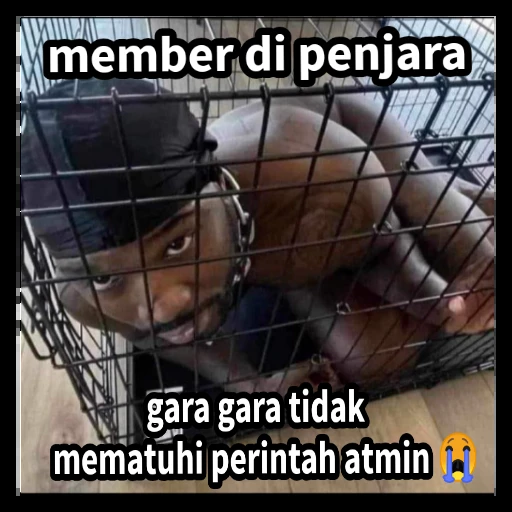 member di penjara
gara gara tidak
mematuhi perintah atmin 😭